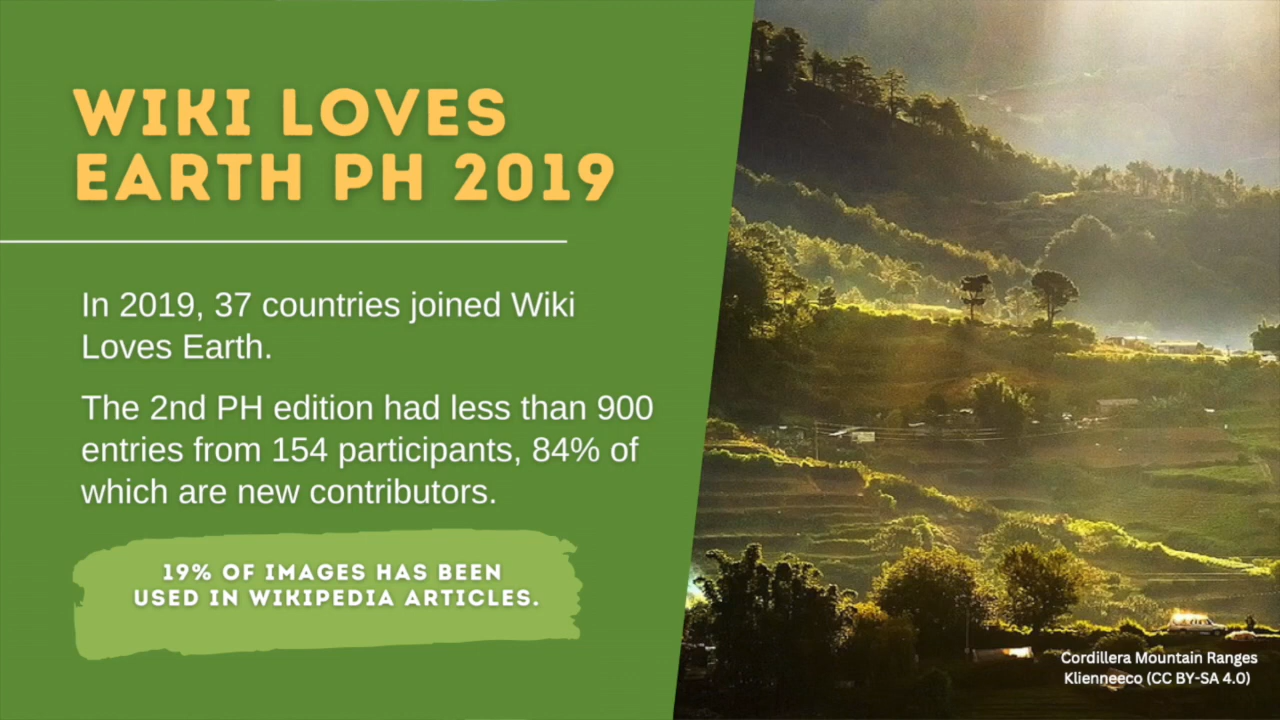 WIKI LOVES
EARTH PH 2019
In 2019, 37 countries joined Wiki
Loves Earth.
The 2nd PH edition had less than 900
entries from 154 participants, 84% of
which are new contributors.
19% OF IMAGES HAS BEEN
USED IN WIKIPEDIA ARTICLES.
Cordillera Mountain Ranges
Klienneeco (CC BY-SA 4.0)